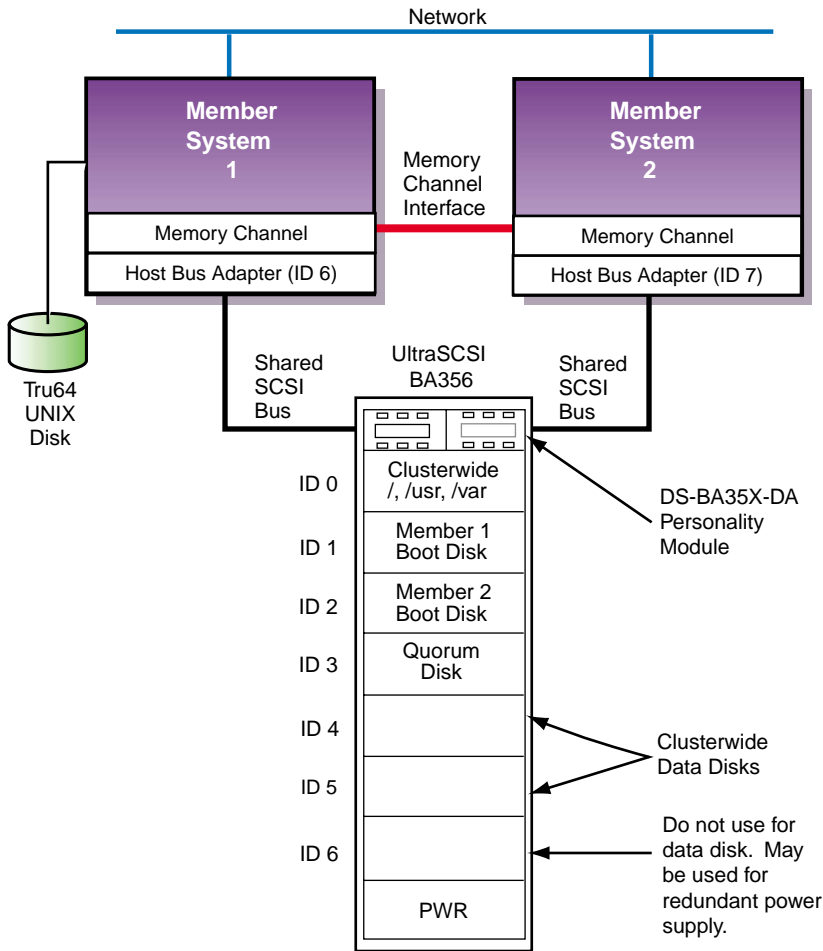 Network
Member
System
1
Member
System
2
Memory
Channel
Interface
Memory Channel
Memory Channel
Host Bus Adapter (ID 6)
Host Bus Adapter (ID 7)
Tru64
UNIX
Disk
Shared
SCSI
Bus
UltraSCSI
BA356
Shared
SCSI
Bus
ID 0
Clusterwide
/, /usr, /var
DS-BA35X-DA
Personality
Module
ID 1
Member 1
Boot Disk
ID 2
Member 2
Boot Disk
ID 3
Quorum
Disk
ID 4
Clusterwide
Data Disks
ID 5
ID 6
Do not use for
data disk.  May
be used for
redundant power
supply.
PWR